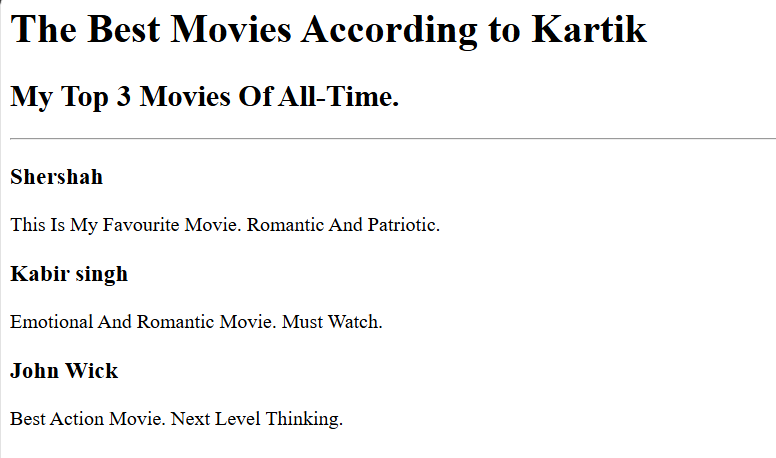 The Best Movies According to Kartik
My Top 3 Movies Of All-Time.
Shershah
This Is My Favourite Movie. Romantic And Patriotic.
Kabir singh
Emotional And Romantic Movie. Must Watch.
John Wick
Best Action Movie. Next Level Thinking.